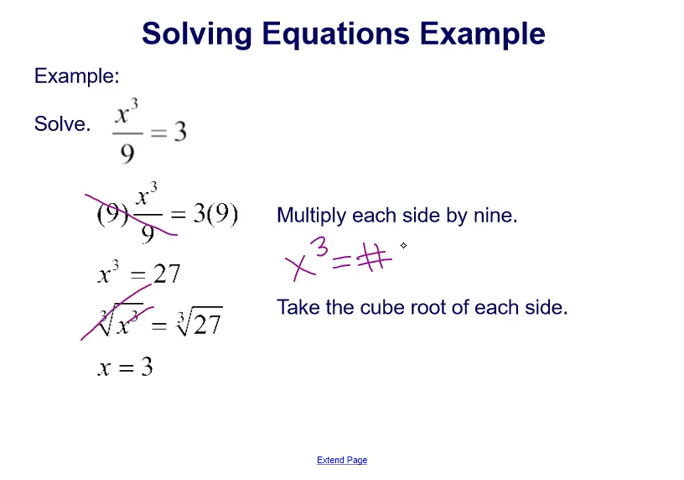 Solving Equations Example
Example:
Solve. x³/9 = 3
(9) x³/9 = 3(9) Multiply each side by nine.
x³ = 27 x³ = #
∛x³ = ∛27 Take the cube root of each side.
x = 3
Extend Page